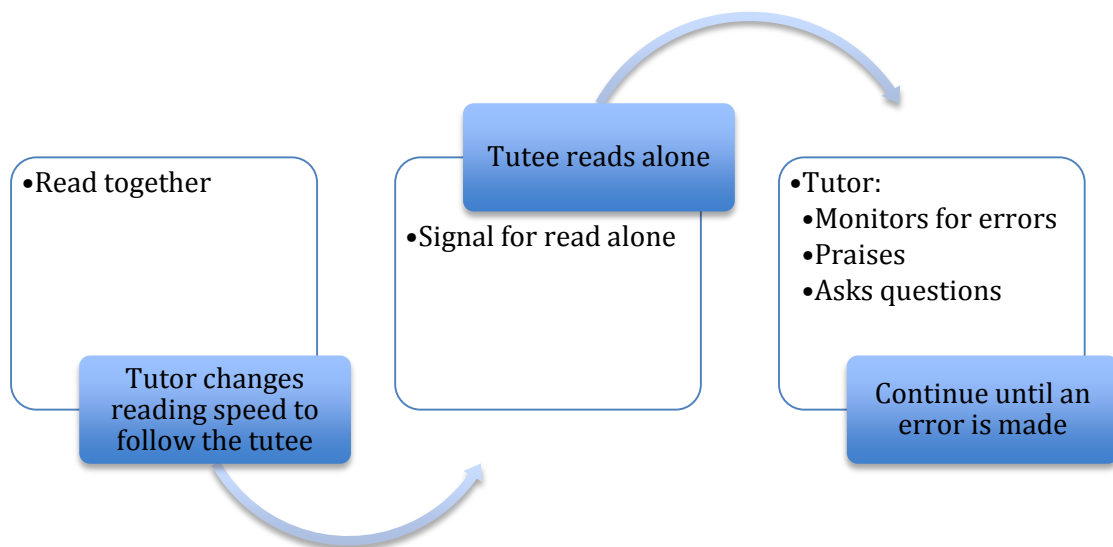 •Read together
Tutor changes
reading speed to
follow the tutee
Tutee reads alone
•Signal for read alone
•Tutor:
•Monitors for errors
•Praises
•Asks questions
Continue until an
error is made